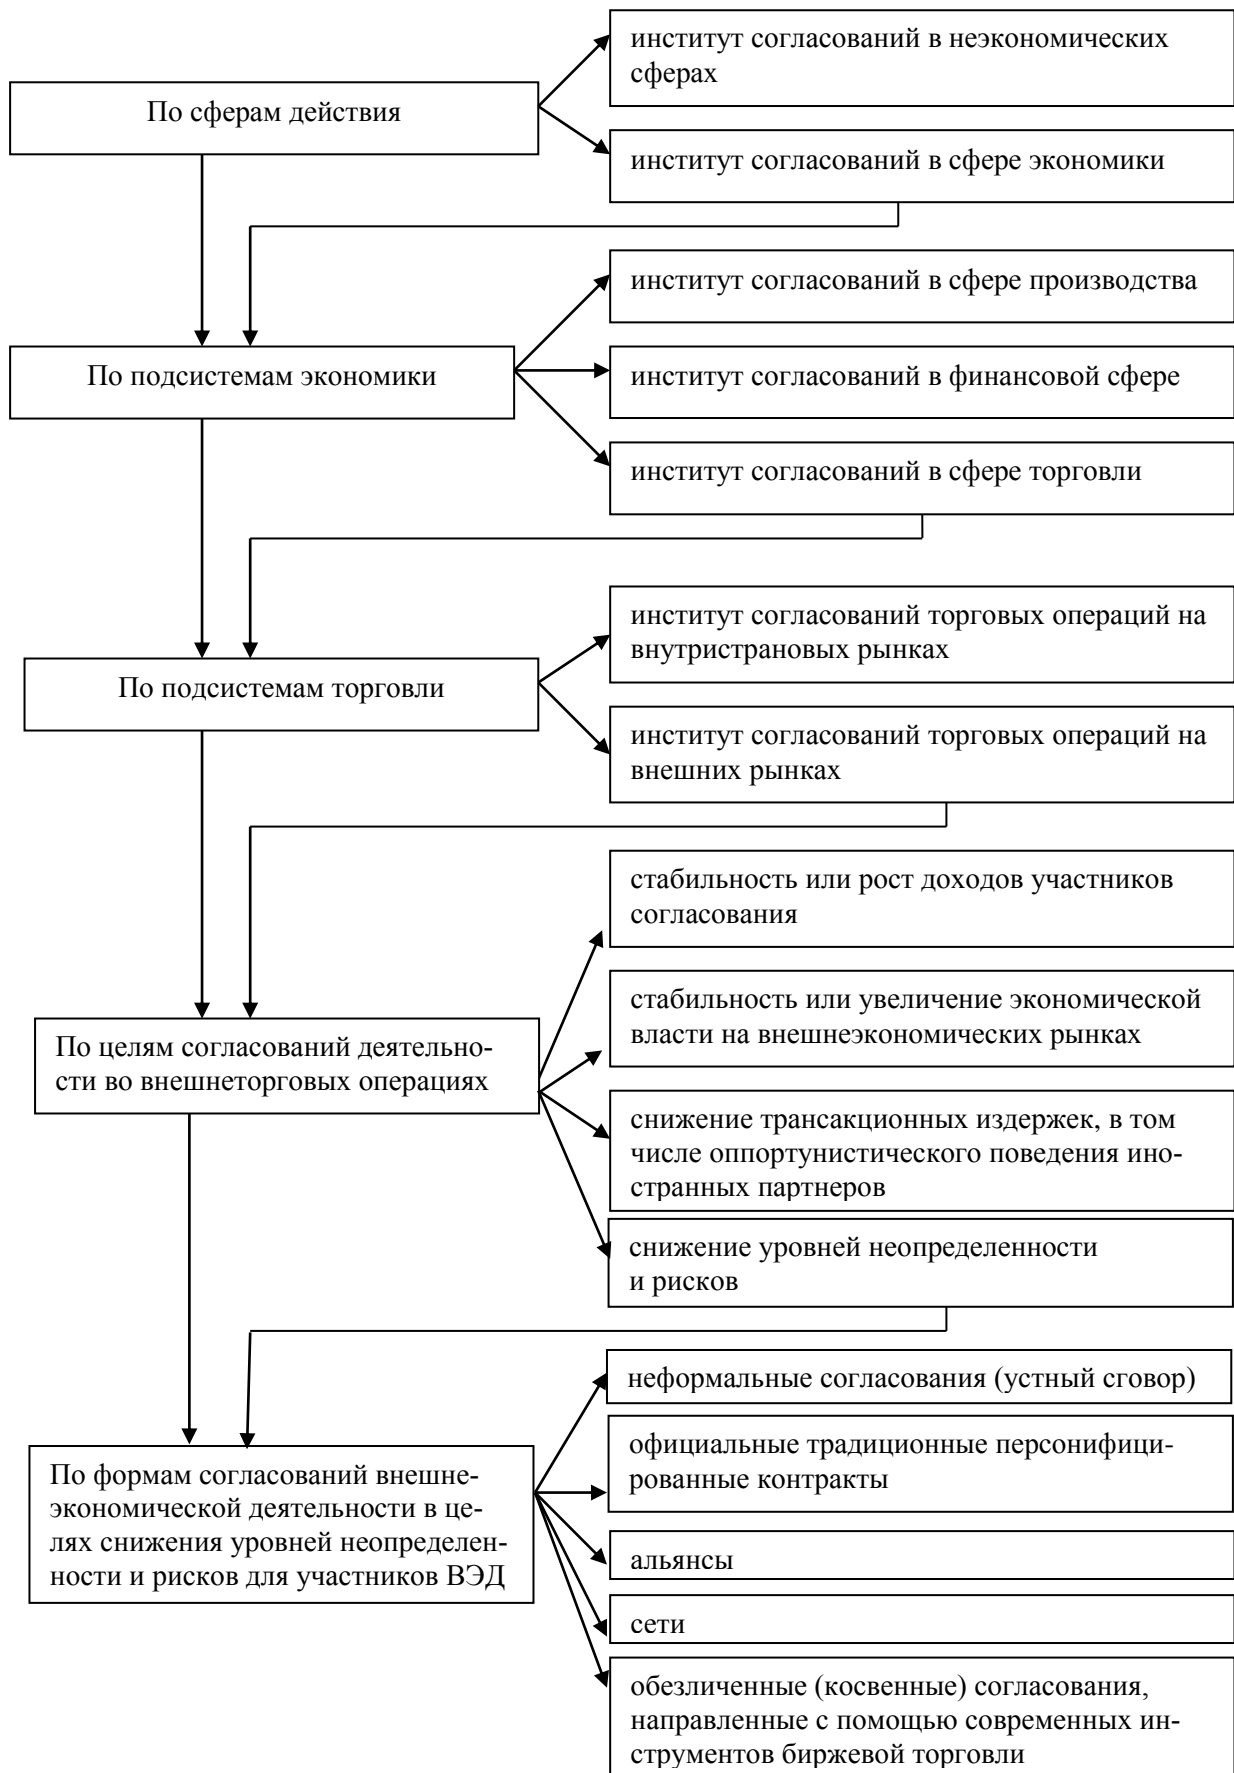 По сферам действия
институт согласований в неэкономических
сферах
институт согласований в сфере экономики
По подсистемам экономики
институт согласований в сфере производства
институт согласований в финансовой сфере
институт согласований в сфере торговли
По подсистемам торговли
институт согласований торговых операций на
внутристрановых рынках
институт согласований торговых операций на
внешних рынках
По целям согласований деятельно-
сти во внешнеторговых операциях
стабильность или рост доходов участников
согласования
стабильность или увеличение экономической
власти на внешнеэкономических рынках
снижение трансакционных издержек, в том
числе оппортунистического поведения ино-
странных партнеров
снижение уровней неопределенности
и рисков
По формам согласований внешне-
экономической деятельности в це-
лях снижения уровней неопределен-
ности и рисков для участников ВЭД
неформальные согласования (устный сговор)
официальные традиционные персонифици-
рованные контракты
альянсы
сети
обезличенные (косвенные) согласования,
направленные с помощью современных ин-
струментов биржевой торговли